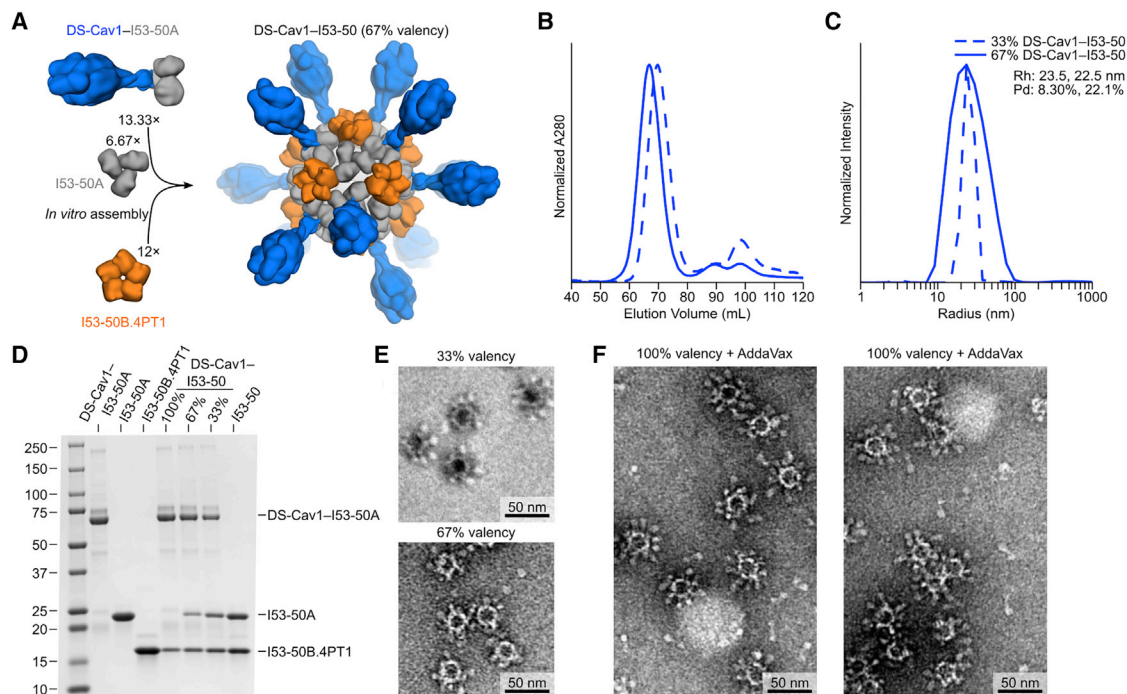 A
DS-Cav1–I53-50A
DS-Cav1–I53-50 (67% valency)
13.33×
6.67×
I53-50A
In vitro assembly
12×
I53-50B.4PT1
B
Normalized A280
40 50 60 70 80 90 100 110 120
Elution Volume (mL)
C
33% DS-Cav1–I53-50
67% DS-Cav1–I53-50
Rh: 23.5, 22.5 nm
Pd: 8.30%, 22.1%
Normalized Intensity
1 10 100 1000
Radius (nm)
D
DS-Cav1–
I53-50A
I53-50A
I53-50B.4PT1
DS-Cav1–
I53-50
100%
67%
33%
I53-50
250
150
100
75
50
37
25
20
15
10
DS-Cav1–I53-50A
I53-50A
I53-50B.4PT1
E
33% valency
50 nm
67% valency
50 nm
F
100% valency + AddaVax
50 nm
100% valency + AddaVax
50 nm